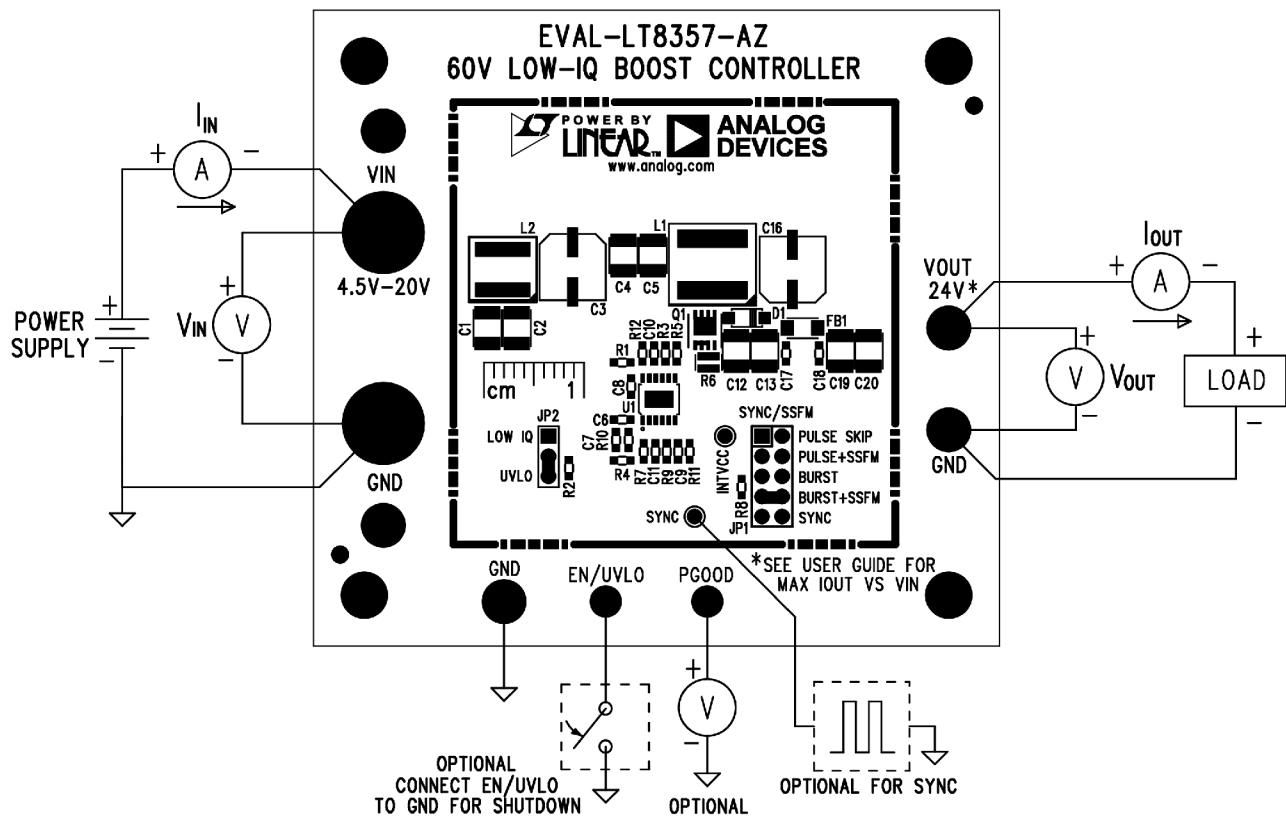 EVAL-LT8357-AZ
60V LOW-IQ BOOST CONTROLLER
POWER BY
LINEAR™
ANALOG
DEVICES
www.analog.com
IIN
+
A
-
VIN
4.5V-20V
+
VIN
V
-
POWER
SUPPLY
+
-
GND
L2
L1
C16
C4
C5
C3
C1
C2
R12
C10
R3
R5
Q1
D1
FB1
R1
R6
C12
C13
C17
C18
C19
C20
cm
1
C8
U1
C6
JP2
LOW IQ
UVLO
C7
R10
R2
R4
R7
C11
R9
C9
R11
INTVCC
SYNC/SSFM
PULSE SKIP
PULSE+SSFM
BURST
BURST+SSFM
SYNC
R8
JP1
SYNC
*SEE USER GUIDE FOR
MAX IOUT VS VIN
VOUT
24V*
GND
IOUT
+
A
-
+
V
-
VOUT
+
LOAD
-
GND
EN/UVLO
PGOOD
OPTIONAL
CONNECT EN/UVLO
TO GND FOR SHUTDOWN
+
V
-
OPTIONAL
OPTIONAL FOR SYNC